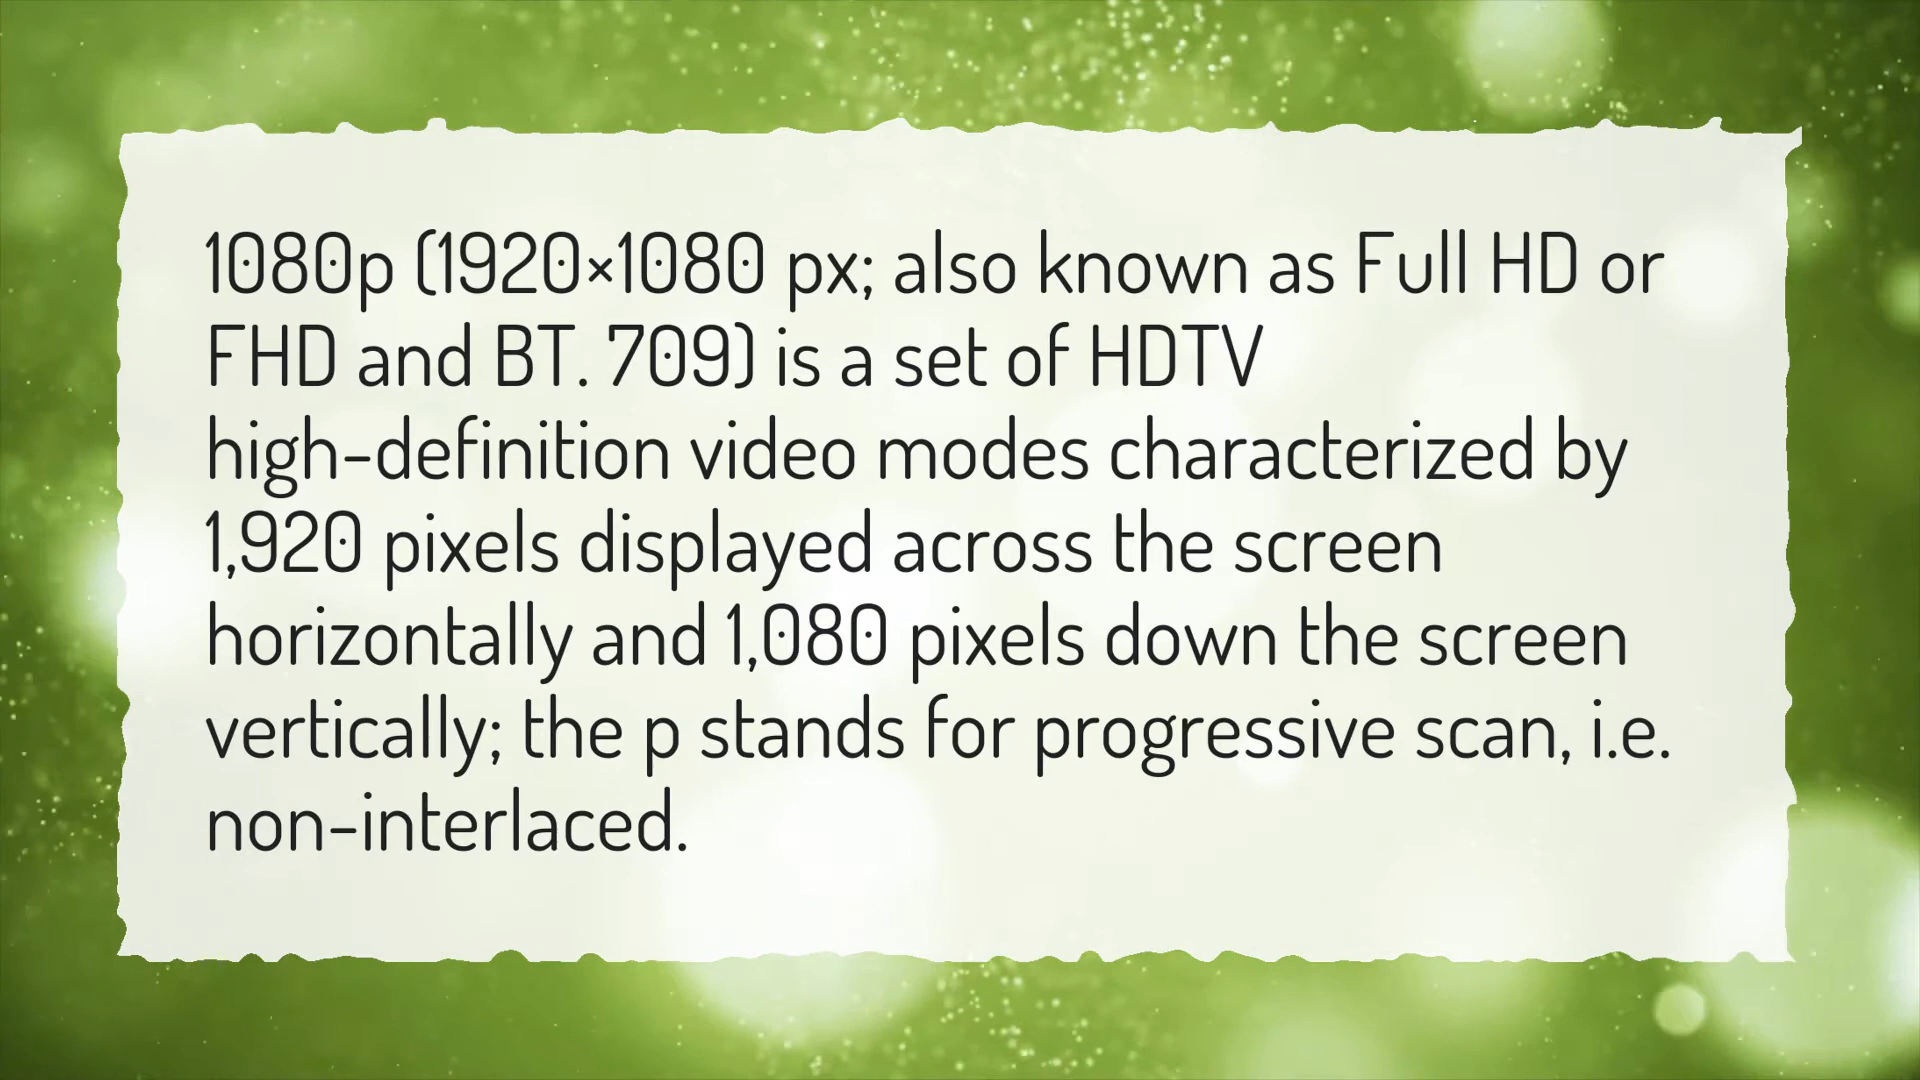 1080p (1920×1080 px; also known as Full HD or
FHD and BT. 709) is a set of HDTV
high-definition video modes characterized by
1,920 pixels displayed across the screen
horizontally and 1,080 pixels down the screen
vertically; the p stands for progressive scan, i.e.
non-interlaced.